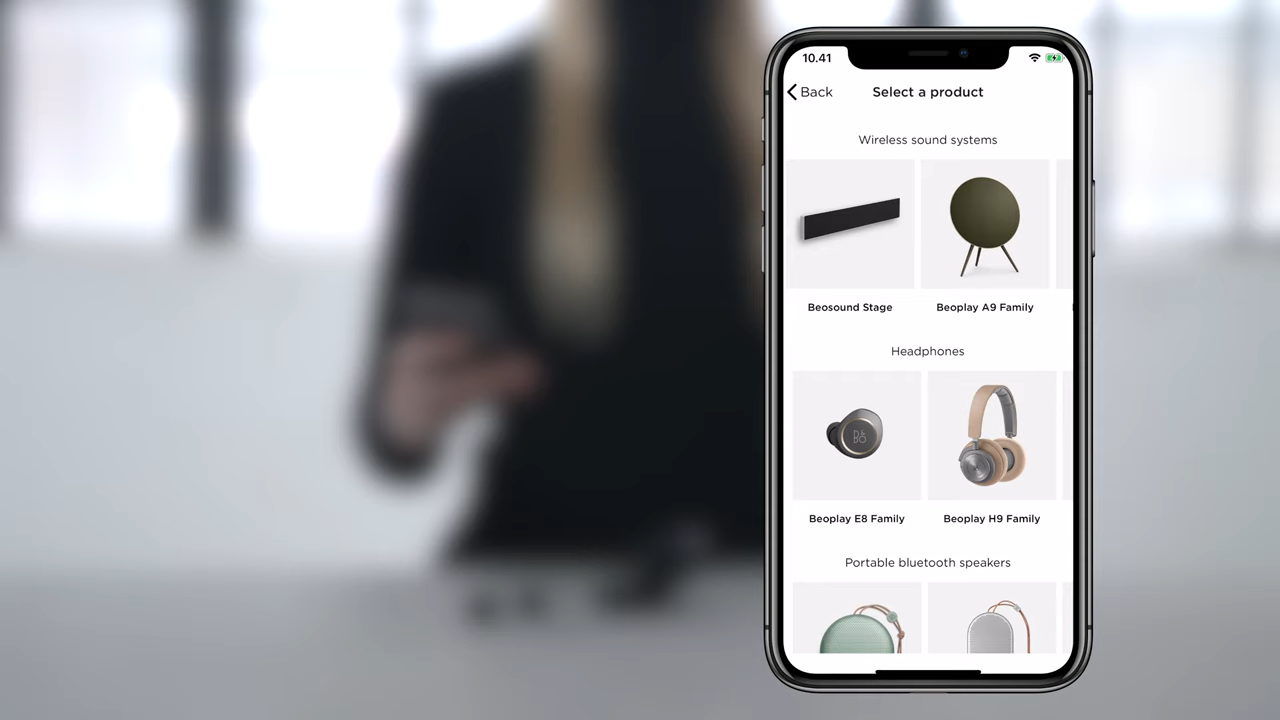 10.41
Back
Select a product
Wireless sound systems
Beosound Stage
Beoplay A9 Family
Headphones
B&O
Beoplay E8 Family
Beoplay H9 Family
Portable bluetooth speakers